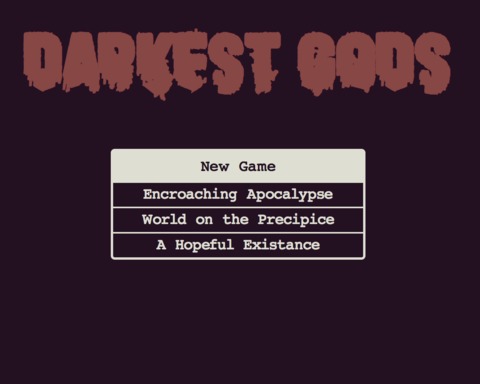 DARKEST GODS
New Game
Encroaching Apocalypse
World on the Precipice
A Hopeful Existance